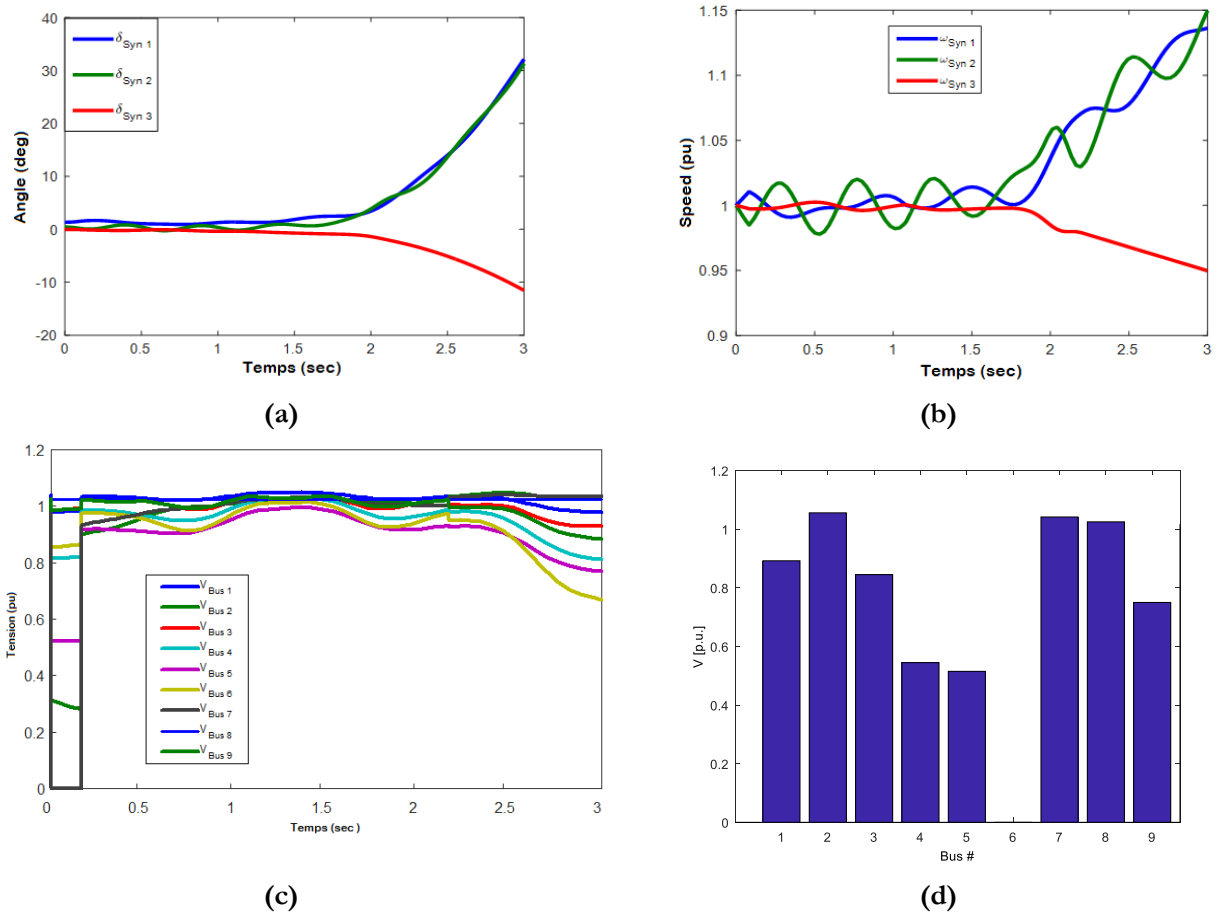 40
30
20
10
0
-10
-20
0 0.5 1 1.5 2 2.5 3
Angle (deg)
Temps (sec)
δSyn 1
δSyn 2
δSyn 3
(a)
1.15
1.1
1.05
1
0.95
0.9
0 0.5 1 1.5 2 2.5 3
Speed (pu)
Temps (sec)
ωSyn 1
ωSyn 2
ωSyn 3
(b)
1.2
1
0.8
0.6
0.4
0.2
0
0 0.5 1 1.5 2 2.5 3
Tension (pu)
Temps (sec )
VBus 1
VBus 2
VBus 3
VBus 4
VBus 5
VBus 6
VBus 7
VBus 8
VBus 9
(c)
1.2
1
0.8
0.6
0.4
0.2
0
1 2 3 4 5 6 7 8 9
V [p.u.]
Bus #
(d)